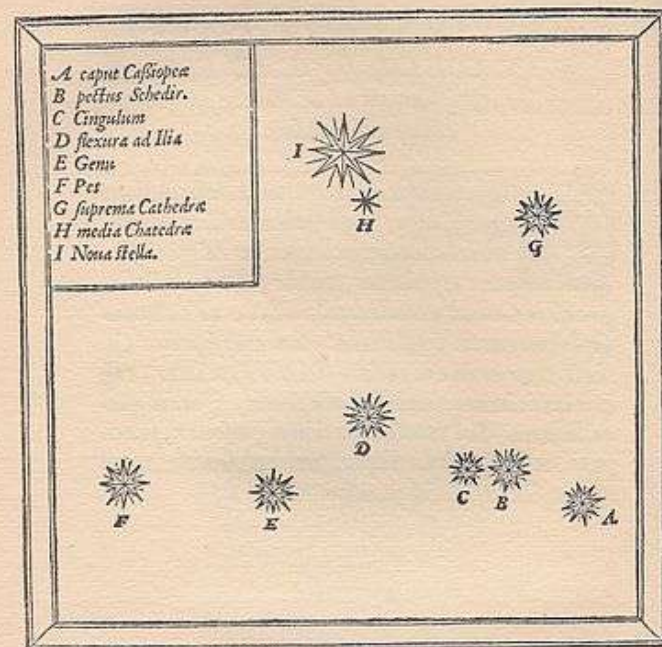 A caput Caſsiopeæ
B pectus Schedir.
C Cingulum
D flexura ad Ilia
E Genu
F Pes
G ſuprema Cathedræ
H media Chatedræ
I Noua ſtella.
I
H
G
D
C
B
A
E
F